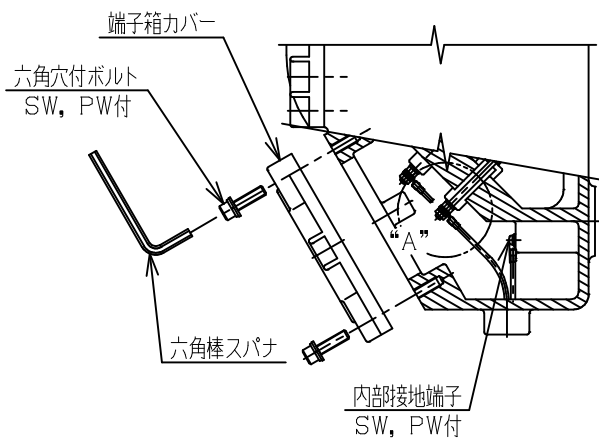 端子箱カバー
六角穴付ボルト
SW, PW付
“A”
六角棒スパナ
内部接地端子
SW, PW付